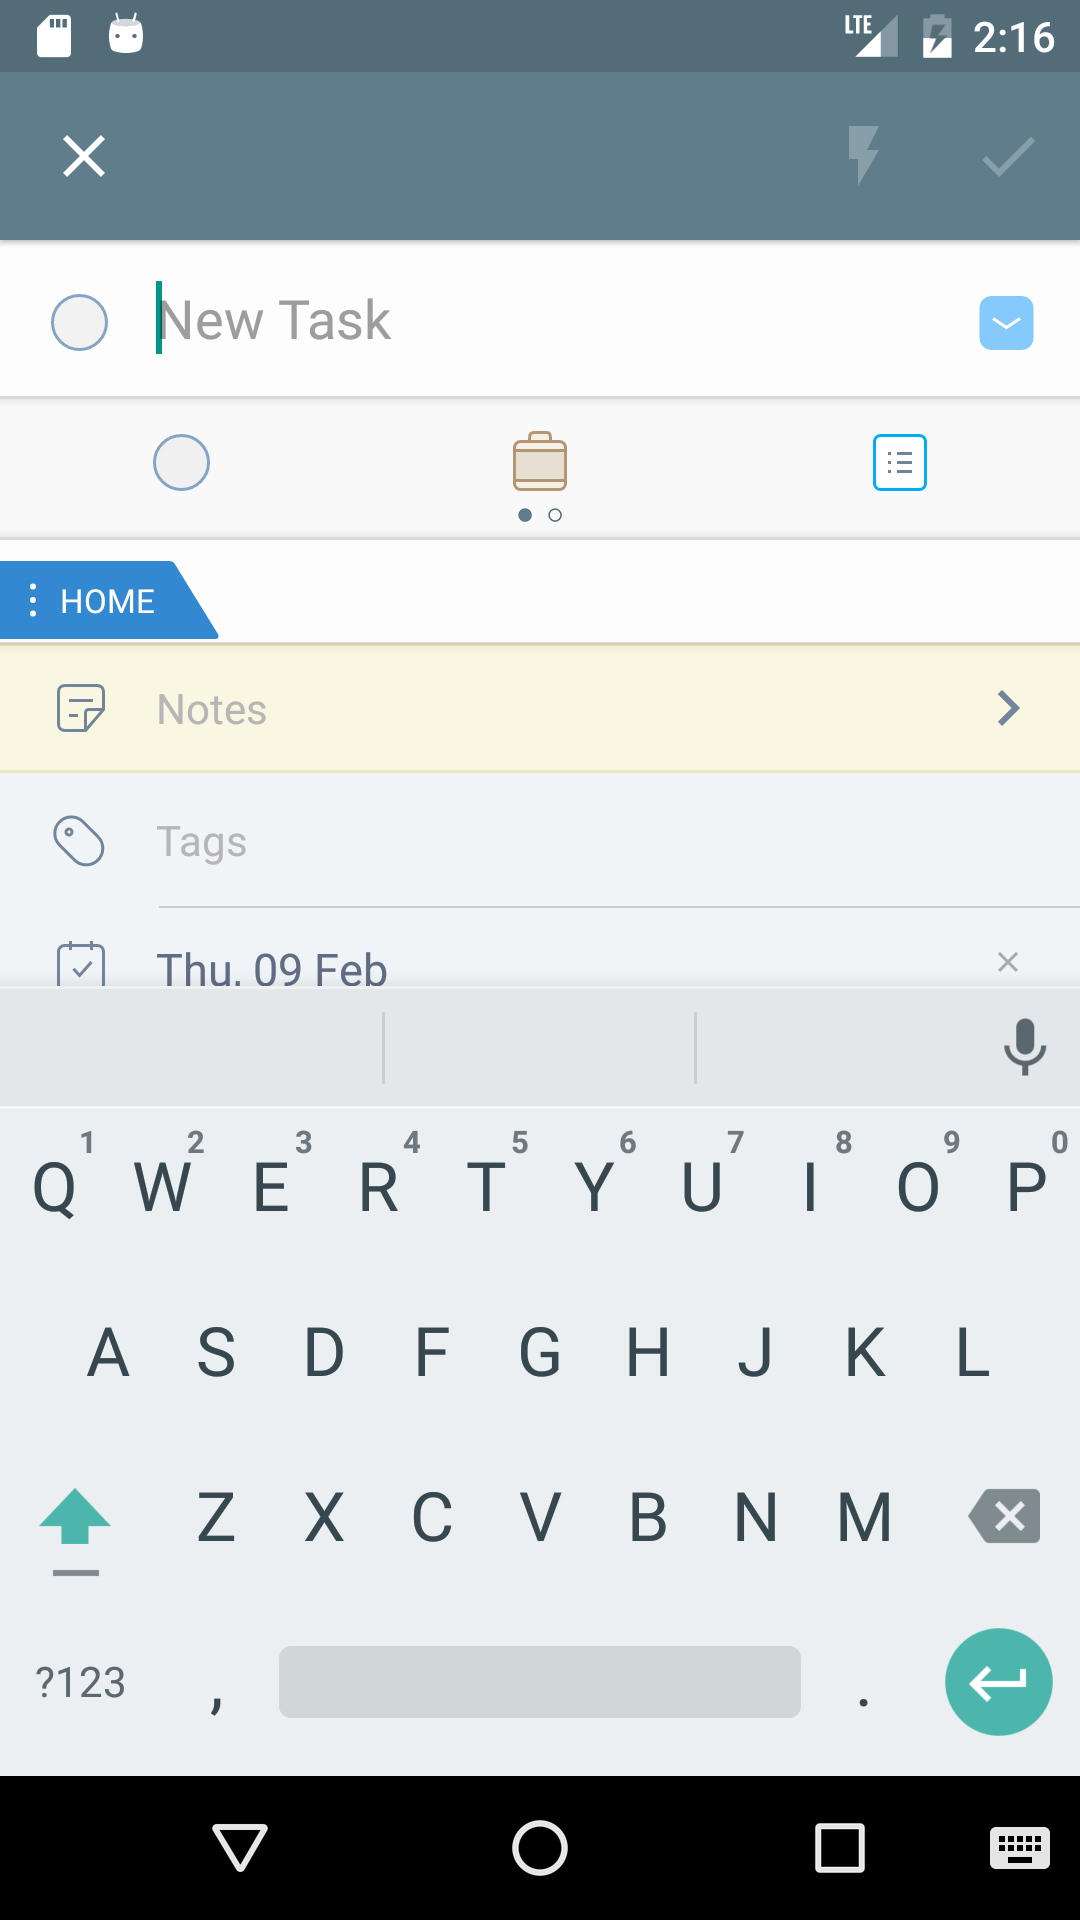 LTE 2:16
New Task
HOME
Notes
Tags
Thu, 09 Feb
1 2 3 4 5 6 7 8 9 0
Q W E R T Y U I O P
A S D F G H J K L
Z X C V B N M
?123 , .